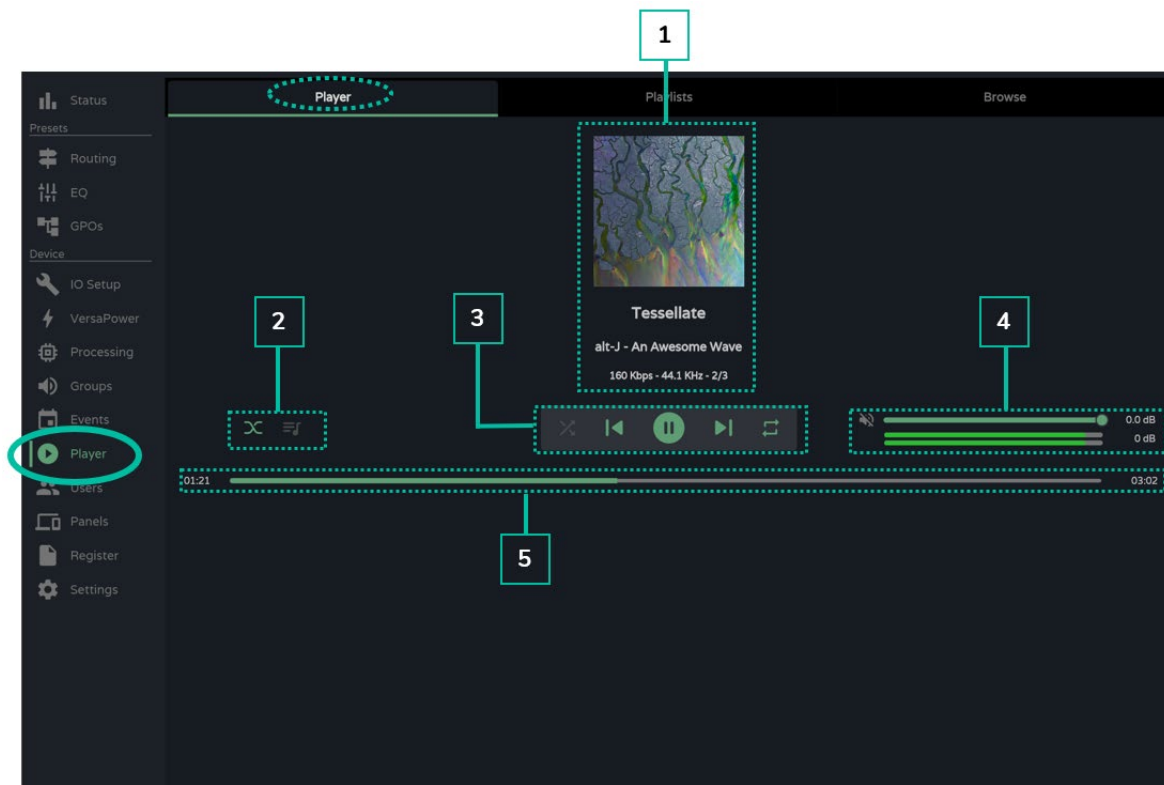 1
Status
Player
Playlists
Browse
Presets
Routing
EQ
GPOs
Device
IO Setup
VersaPower
Processing
Groups
Events
Player
Users
Panels
Register
Settings
Tessellate
alt-J - An Awesome Wave
160 Kbps - 44.1 KHz - 2/3
2
3
4
0.0 dB
0 dB
01:21
03:02
5